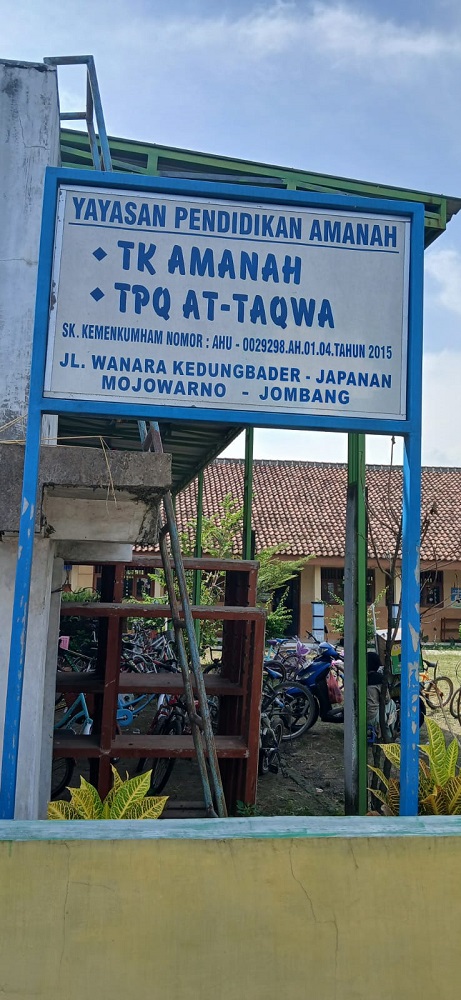 YAYASAN PENDIDIKAN AMANAH
• TK AMANAH
• TPQ AT-TAQWA
SK. KEMENKUMHAM NOMOR : AHU - 0029298.AH.01.04.TAHUN 2015
JL. WANARA KEDUNGBADER - JAPANAN
MOJOWARNO - JOMBANG